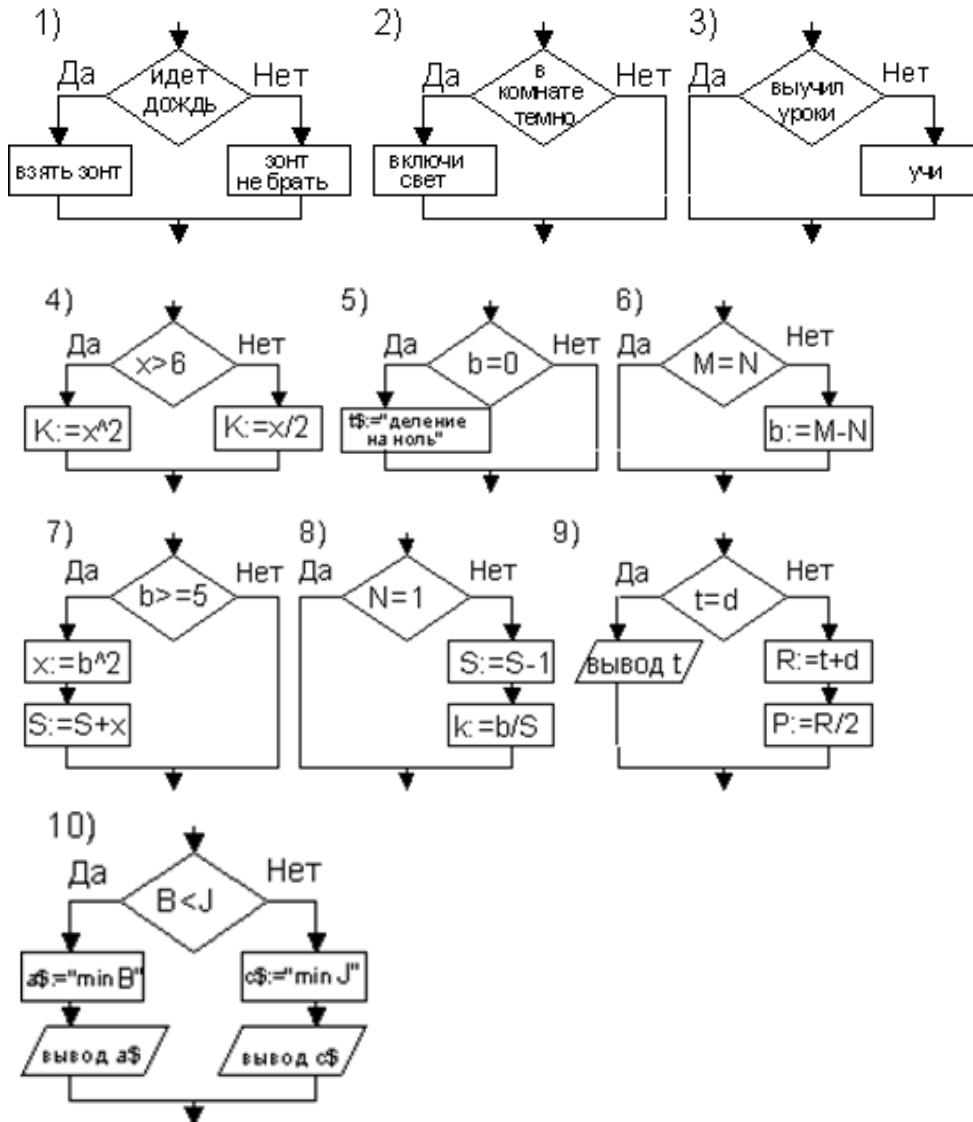 1)
Да
идет
дождь
Нет
взять зонт
зонт
не брать
2)
Да
в
комнате
темно
Нет
включи
свет
3)
Да
выучил
уроки
Нет
учи
4)
Да
x>6
Нет
K:=x^2
K:=x/2
5)
Да
b=0
Нет
t$:="деление
на ноль"
6)
Да
M=N
Нет
b:=M-N
7)
Да
b>=5
Нет
x:=b^2
S:=S+x
8)
Да
N=1
Нет
S:=S-1
k:=b/S
9)
Да
t=d
Нет
вывод t
R:=t+d
P:=R/2
10)
Да
B<J
Нет
a$:="min B"
c$:="min J"
вывод a$
вывод c$